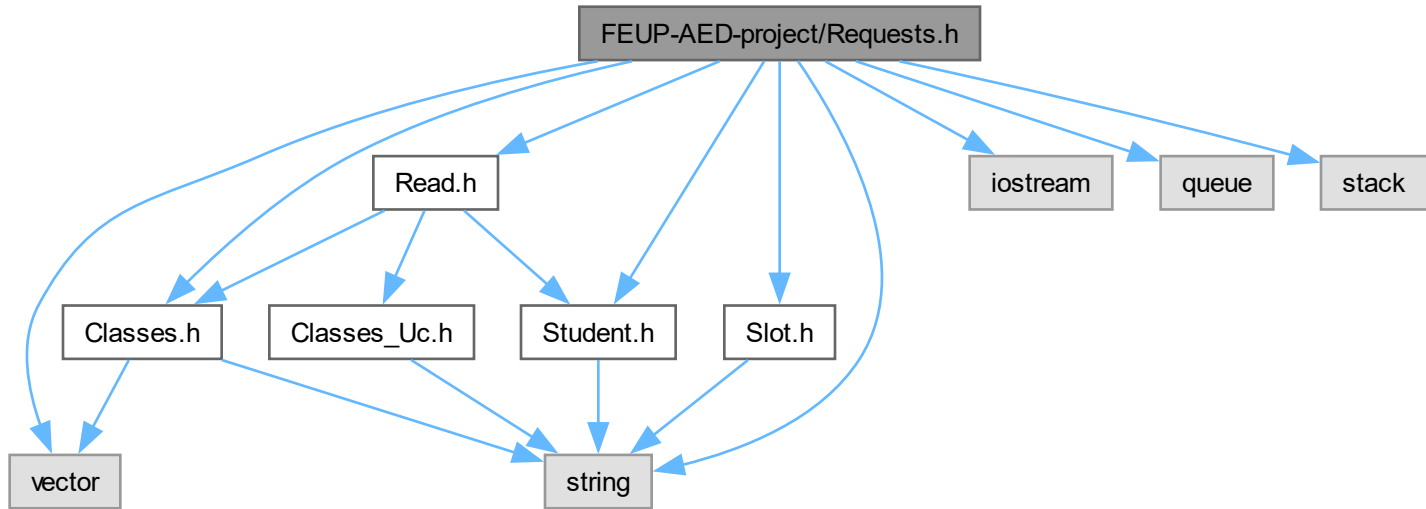 FEUP-AED-project/Requests.h
Read.h
iostream
queue
stack
Classes.h
Classes_Uc.h
Student.h
Slot.h
vector
string